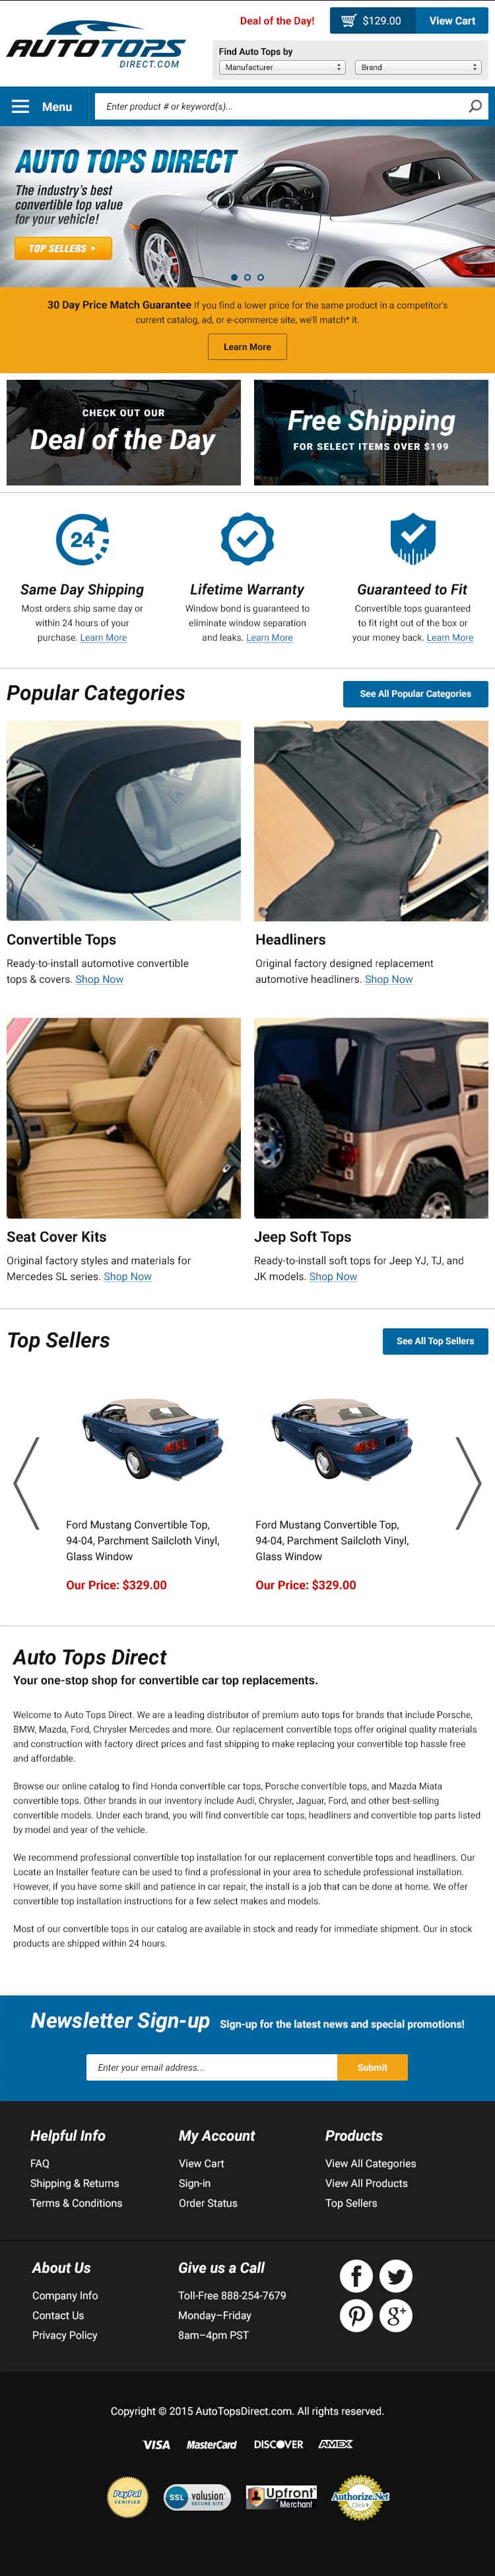 Deal of the Day!
$129.00
View Cart
AUTOTOPS
DIRECT.COM
Find Auto Tops by
Manufacturer
Brand
Menu
Enter product # or keyword(s)...
AUTO TOPS DIRECT
The industry's best
convertible top value
for your vehicle!
TOP SELLERS
30 Day Price Match Guarantee If you find a lower price for the same product in a competitor's
current catalog, ad, or e-commerce site, we'll match* it.
Learn More
CHECK OUT OUR
Deal of the Day
Free Shipping
FOR SELECT ITEMS OVER $199
24
Same Day Shipping
Most orders ship same day or
within 24 hours of your
purchase. Learn More
Lifetime Warranty
Window bond is guaranteed to
eliminate window separation
and leaks. Learn More
Guaranteed to Fit
Convertible tops guaranteed
to fit right out of the box or
your money back. Learn More
Popular Categories
See All Popular Categories
Convertible Tops
Ready-to-install automotive convertible
tops & covers. Shop Now
Headliners
Original factory designed replacement
automotive headliners. Shop Now
Seat Cover Kits
Original factory styles and materials for
Mercedes SL series. Shop Now
Jeep Soft Tops
Ready-to-install soft tops for Jeep YJ, TJ, and
JK models. Shop Now
Top Sellers
See All Top Sellers
Ford Mustang Convertible Top,
94-04, Parchment Sailcloth Vinyl,
Glass Window
Our Price: $329.00
Ford Mustang Convertible Top,
94-04, Parchment Sailcloth Vinyl,
Glass Window
Our Price: $329.00
Auto Tops Direct
Your one-stop shop for convertible car top replacements.
Welcome to Auto Tops Direct. We are a leading distributor of premium auto tops for brands that include Porsche,
BMW, Mazda, Ford, Chrysler Mercedes and more. Our replacement convertible tops offer original quality materials
and construction with factory direct prices and fast shipping to make replacing your convertible top hassle free
and affordable.
Browse our online catalog to find Honda convertible car tops, Porsche convertible tops, and Mazda Miata
convertible tops. Other brands in our inventory include Audi, Chrysler, Jaguar, Ford, and other best-selling
convertible models. Under each brand, you will find convertible car tops, headliners and convertible top parts listed
by model and year of the vehicle.
We recommend professional convertible top installation for our replacement convertible tops and headliners. Our
Locate an Installer feature can be used to find a professional in your area to schedule professional installation.
However, if you have some skill and patience in car repair, the install is a job that can be done at home. We offer
convertible top installation instructions for a few select makes and models.
Most of our convertible tops in our catalog are available in stock and ready for immediate shipment. Our in stock
products are shipped within 24 hours.
Newsletter Sign-up Sign-up for the latest news and special promotions!
Enter your email address...
Submit
Helpful Info
FAQ
Shipping & Returns
Terms & Conditions
My Account
View Cart
Sign-in
Order Status
Products
View All Categories
View All Products
Top Sellers
About Us
Company Info
Contact Us
Privacy Policy
Give us a Call
Toll-Free 888-254-7679
Monday–Friday
8am–4pm PST
f
g+
Copyright © 2015 AutoTopsDirect.com. All rights reserved.
VISA
MasterCard
DISCOVER
AMEX
PayPal
VERIFIED
SSL
volusion
SECURE SITE
Upfront
Merchant
Authorize.Net
Click